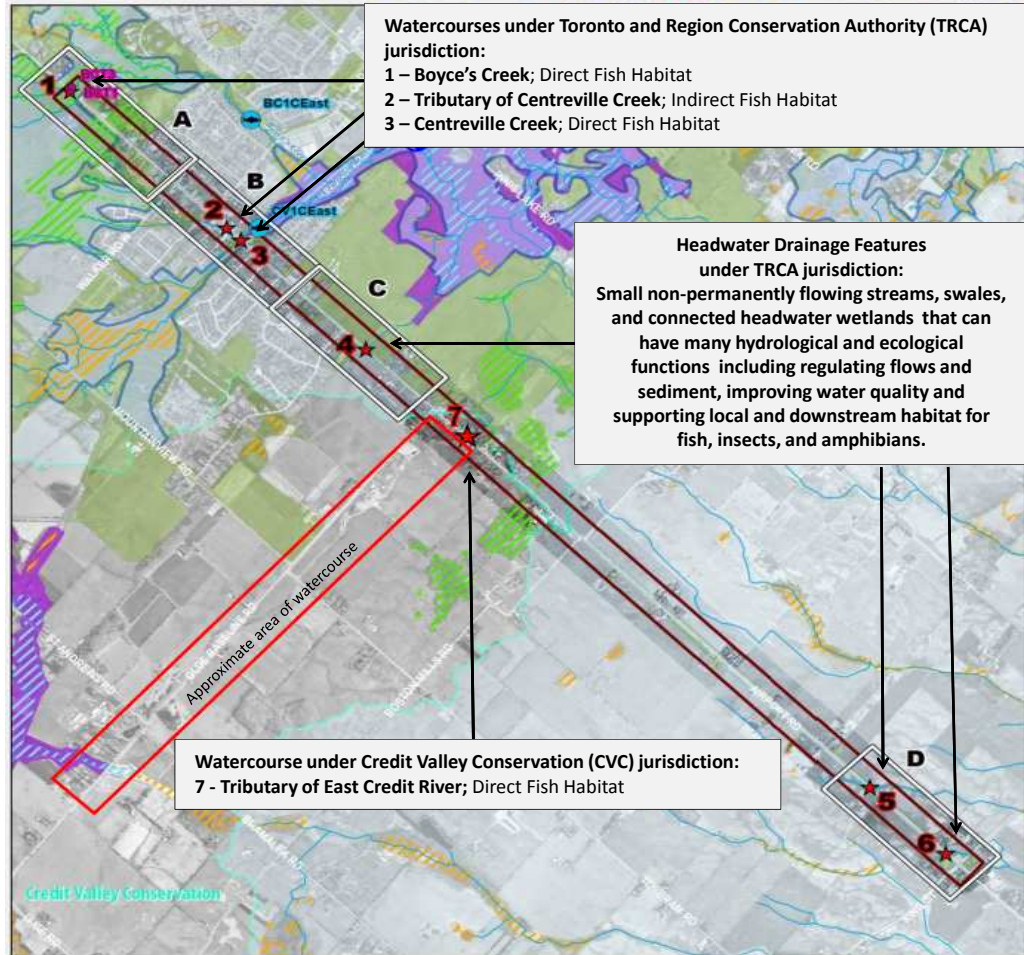 Watercourses under Toronto and Region Conservation Authority (TRCA)
jurisdiction:
1 – Boyce's Creek; Direct Fish Habitat
2 – Tributary of Centreville Creek; Indirect Fish Habitat
3 – Centreville Creek; Direct Fish Habitat
1
A
BC1CEast
B
CV1CEast
2
3
C
4
Headwater Drainage Features
under TRCA jurisdiction:
Small non-permanently flowing streams, swales,
and connected headwater wetlands that can
have many hydrological and ecological
functions including regulating flows and
sediment, improving water quality and
supporting local and downstream habitat for
fish, insects, and amphibians.
MOUNTAINVIEW RD
7
Approximate area of watercourse
AIRPORT RD
Watercourse under Credit Valley Conservation (CVC) jurisdiction:
7 - Tributary of East Credit River; Direct Fish Habitat
D
5
6
Credit Valley Conservation